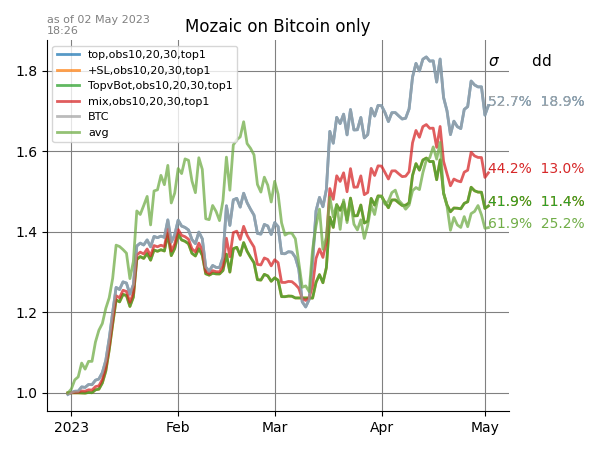 as of 02 May 2023
18:26
Mozaic on Bitcoin only
top,obs10,20,30,top1
+SL,obs10,20,30,top1
TopvBot,obs10,20,30,top1
mix,obs10,20,30,top1
BTC
avg
σ dd
52.7% 18.9%
44.2% 13.0%
41.9% 11.4%
61.9% 25.2%
1.8
1.6
1.4
1.2
1.0
2023 Feb Mar Apr May